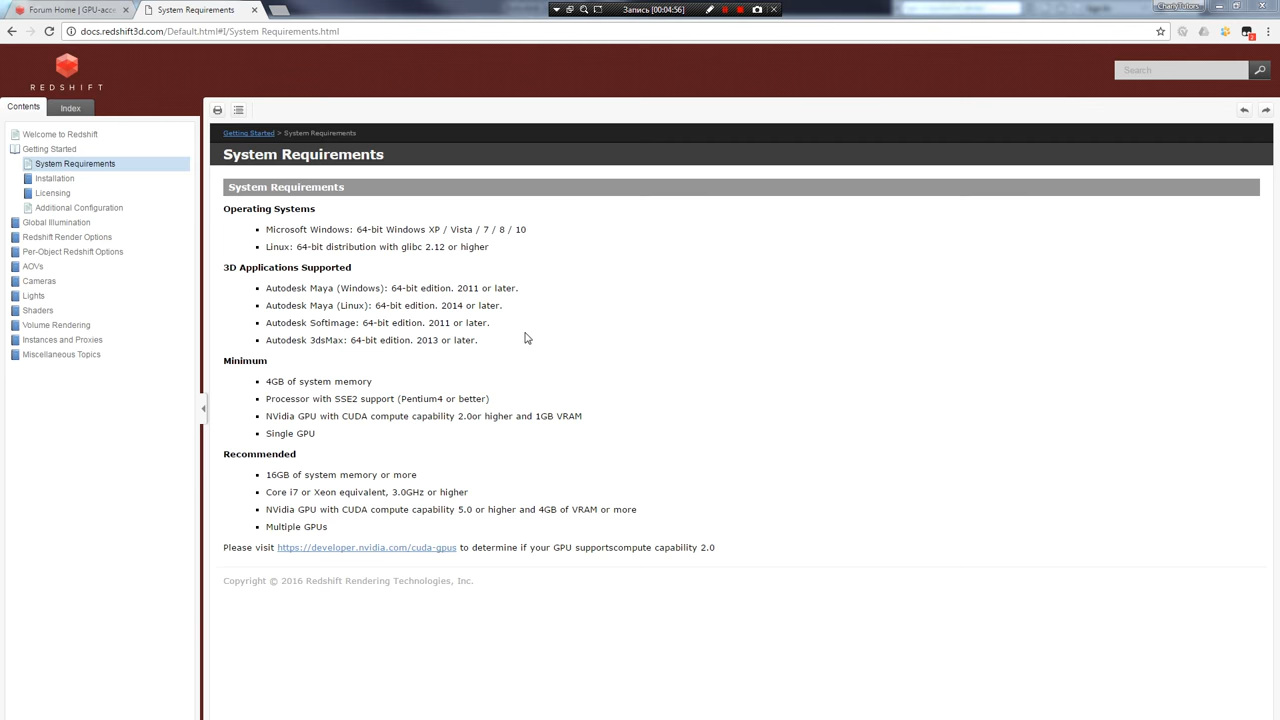 Forum Home | GPU-acce
System Requirements
Запись [00:04:56]
CharlyTutors
docs.redshift3d.com/Default.html#I/System Requirements.html
2
REDSHIFT
Search
Contents
Index
Welcome to Redshift
Getting Started
System Requirements
Installation
Licensing
Additional Configuration
Global Illumination
Redshift Render Options
Per-Object Redshift Options
AOVs
Cameras
Lights
Shaders
Volume Rendering
Instances and Proxies
Miscellaneous Topics
Getting Started > System Requirements
System Requirements
System Requirements
Operating Systems
Microsoft Windows: 64-bit Windows XP / Vista / 7 / 8 / 10
Linux: 64-bit distribution with glibc 2.12 or higher
3D Applications Supported
Autodesk Maya (Windows): 64-bit edition. 2011 or later.
Autodesk Maya (Linux): 64-bit edition. 2014 or later.
Autodesk Softimage: 64-bit edition. 2011 or later.
Autodesk 3dsMax: 64-bit edition. 2013 or later.
Minimum
4GB of system memory
Processor with SSE2 support (Pentium4 or better)
NVidia GPU with CUDA compute capability 2.0or higher and 1GB VRAM
Single GPU
Recommended
16GB of system memory or more
Core i7 or Xeon equivalent, 3.0GHz or higher
NVidia GPU with CUDA compute capability 5.0 or higher and 4GB of VRAM or more
Multiple GPUs
Please visit https://developer.nvidia.com/cuda-gpus to determine if your GPU supportscompute capability 2.0
Copyright © 2016 Redshift Rendering Technologies, Inc.